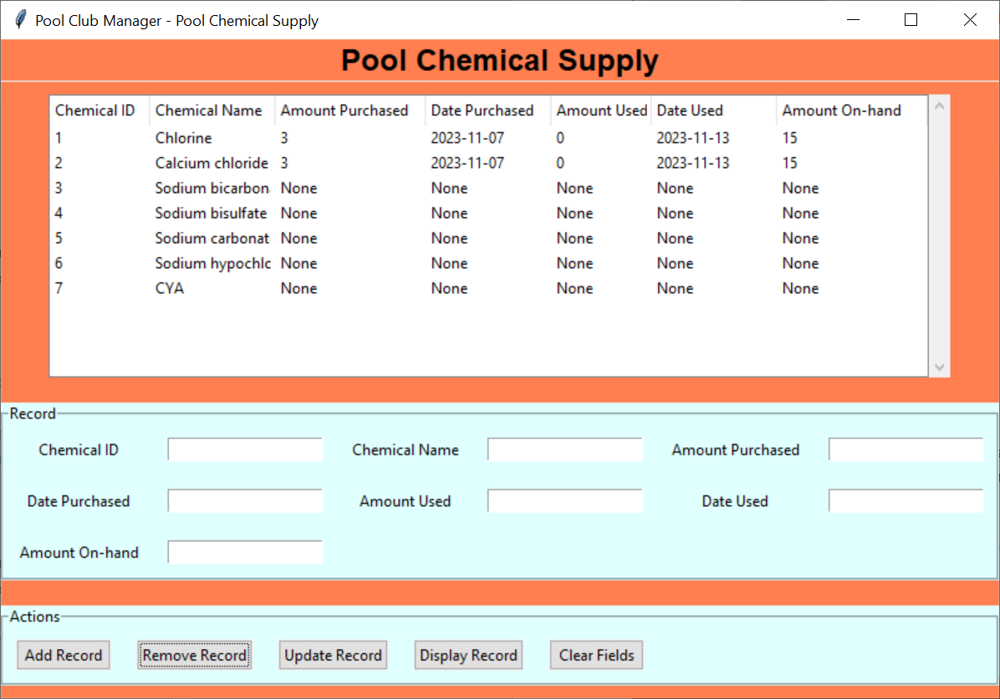 Pool Club Manager - Pool Chemical Supply
Pool Chemical Supply
Chemical ID Chemical Name Amount Purchased Date Purchased Amount Used Date Used Amount On-hand
1 Chlorine 3 2023-11-07 0 2023-11-13 15
2 Calcium chloride 3 2023-11-07 0 2023-11-13 15
3 Sodium bicarbon None None None None None
4 Sodium bisulfate None None None None None
5 Sodium carbonat None None None None None
6 Sodium hypochlc None None None None None
7 CYA None None None None None
Record
Chemical ID Chemical Name Amount Purchased
Date Purchased Amount Used Date Used
Amount On-hand
Actions
Add Record Remove Record Update Record Display Record Clear Fields